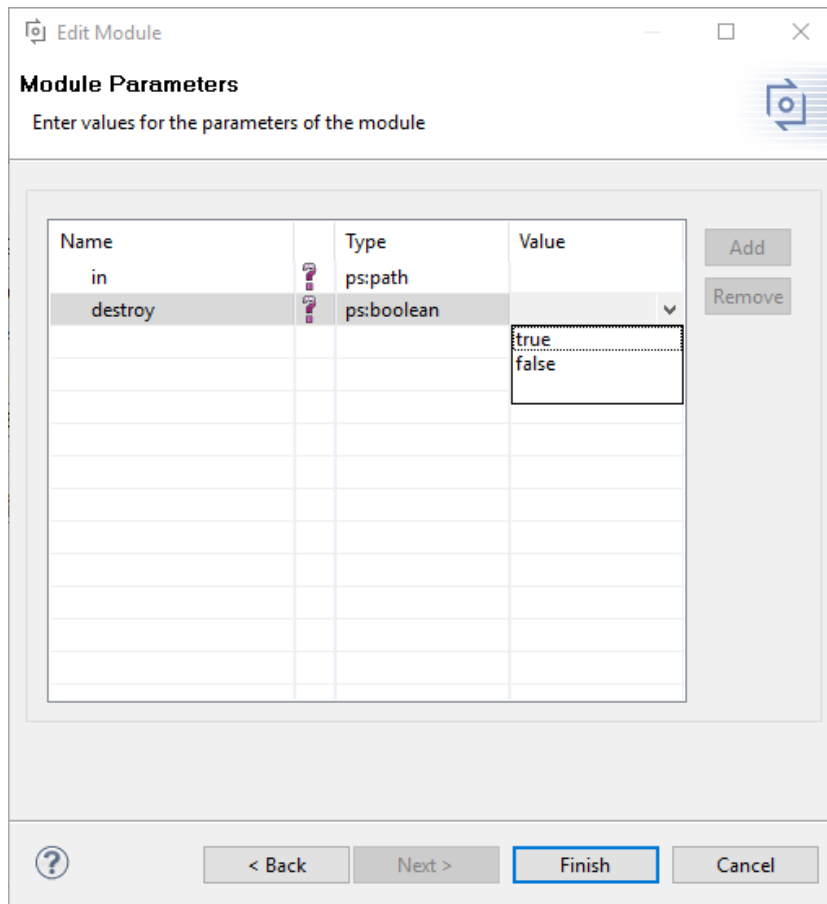 Edit Module
Module Parameters
Enter values for the parameters of the module
Name Type Value
Add
in ? ps:path
Remove
destroy ? ps:boolean
true
false
? < Back Next > Finish Cancel